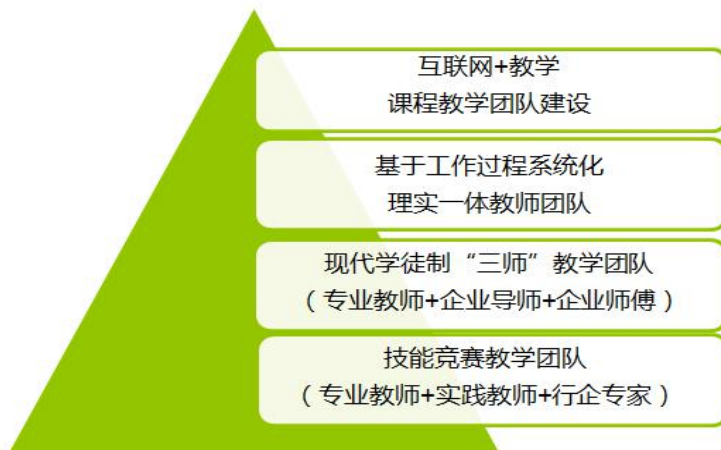 互联网+教学
课程教学团队建设
基于工作过程系统化
理实一体教师团队
现代学徒制“三师”教学团队
（专业教师+企业导师+企业师傅）
技能竞赛教学团队
（专业教师+实践教师+行企专家）